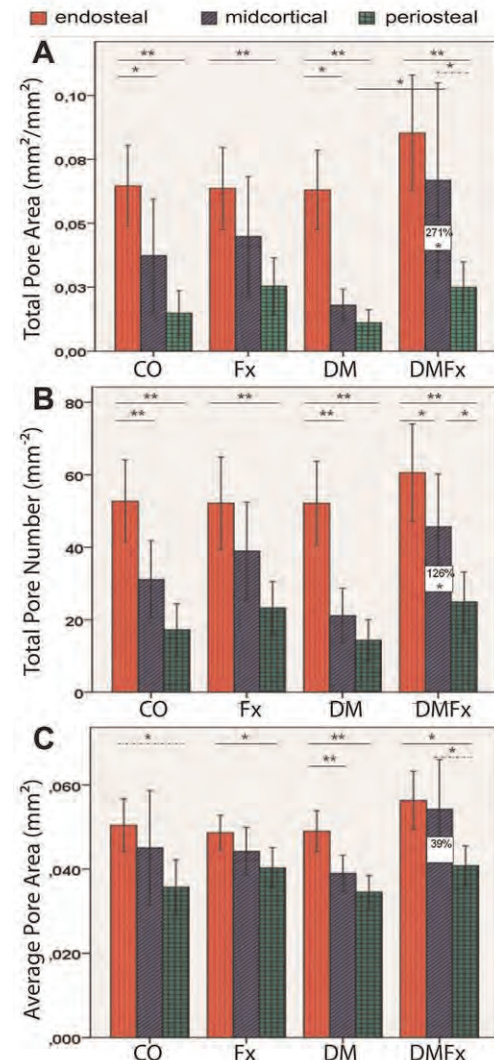 endosteal midcortical periosteal
A
** ** ** **
* * * *
Total Pore Area (mm²/mm²)
0,10
0,08
0,05
0,03
0,00
271%
*
CO Fx DM DMFx
B
** ** ** **
** ** * *
Total Pore Number (mm⁻²)
80
60
40
20
0
126%
*
CO Fx DM DMFx
C
* * ** *
** *
Average Pore Area (mm²)
,060
,040
,020
,000
39%
CO Fx DM DMFx